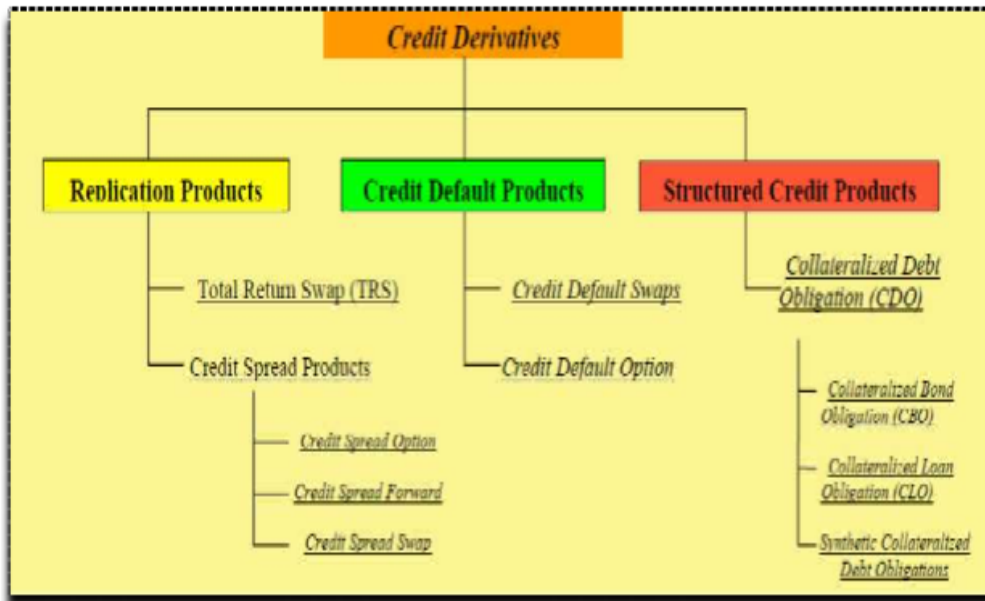 Credit Derivatives
Replication Products
Credit Default Products
Structured Credit Products
Total Return Swap (TRS)
Credit Spread Products
Credit Spread Option
Credit Spread Forward
Credit Spread Swap
Credit Default Swaps
Credit Default Option
Collateralized Debt
Obligation (CDO)
Collateralized Bond
Obligation (CBO)
Collateralized Loan
Obligation (CLO)
Synthetic Collateralized
Debt Obligations